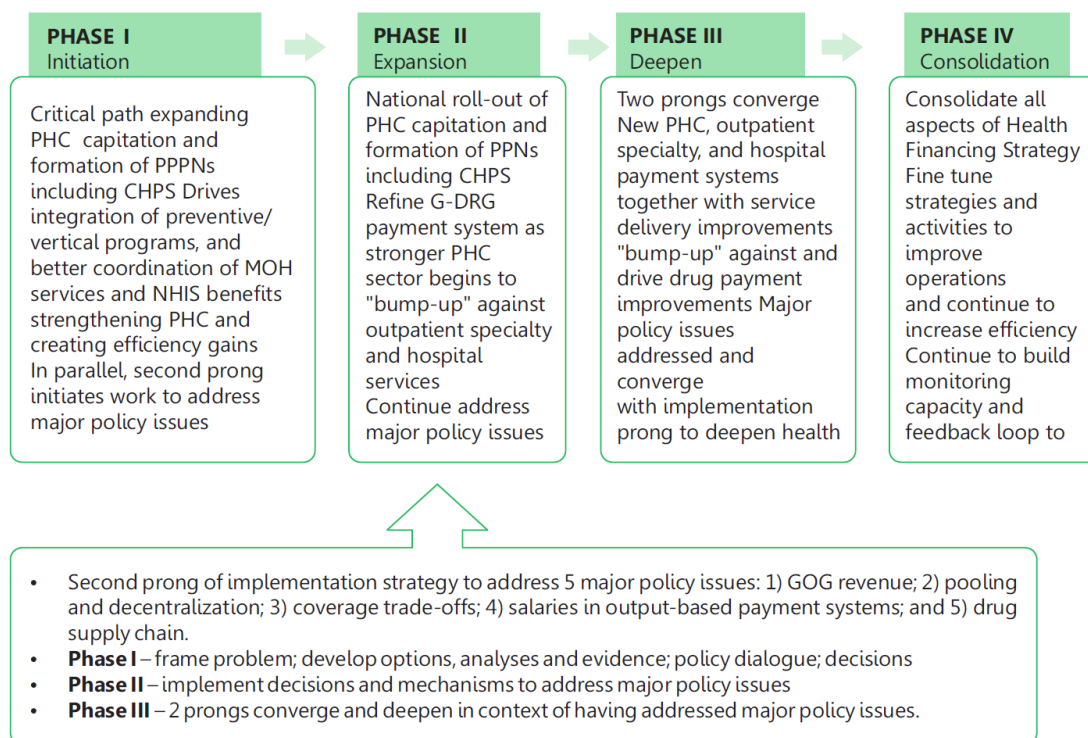 PHASE I
Initiation
Critical path expanding
PHC capitation and
formation of PPPNs
including CHPS Drives
integration of preventive/
vertical programs, and
better coordination of MOH
services and NHIS benefits
strengthening PHC and
creating efficiency gains
In parallel, second prong
initiates work to address
major policy issues
PHASE II
Expansion
National roll-out of
PHC capitation and
formation of PPNs
including CHPS
Refine G-DRG
payment system as
stronger PHC
sector begins to
"bump-up" against
outpatient specialty
and hospital
services
Continue address
major policy issues
PHASE III
Deepen
Two prongs converge
New PHC, outpatient
specialty, and hospital
payment systems
together with service
delivery improvements
"bump-up" against and
drive drug payment
improvements Major
policy issues
addressed and
converge
with implementation
prong to deepen health
PHASE IV
Consolidation
Consolidate all
aspects of Health
Financing Strategy
Fine tune
strategies and
activities to
improve
operations
and continue to
increase efficiency
Continue to build
monitoring
capacity and
feedback loop to
• Second prong of implementation strategy to address 5 major policy issues: 1) GOG revenue; 2) pooling
and decentralization; 3) coverage trade-offs; 4) salaries in output-based payment systems; and 5) drug
supply chain.
• Phase I – frame problem; develop options, analyses and evidence; policy dialogue; decisions
• Phase II – implement decisions and mechanisms to address major policy issues
• Phase III – 2 prongs converge and deepen in context of having addressed major policy issues.